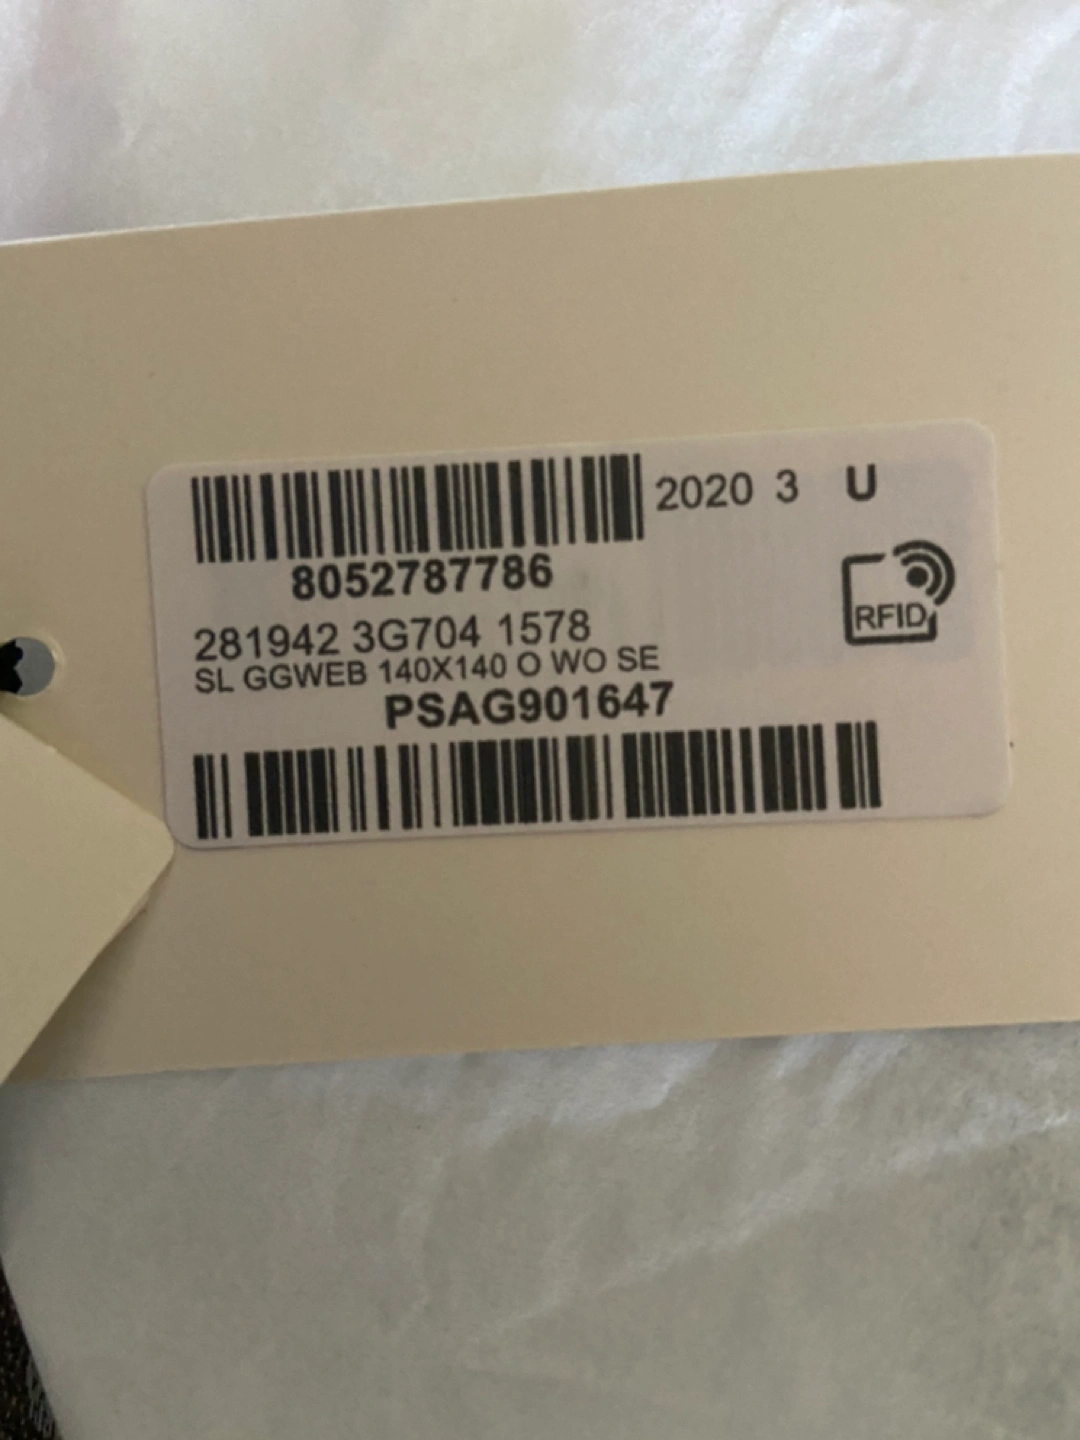 2020 3 U
8052787786
RFID
281942 3G704 1578
SL GGWEB 140X140 O WO SE
PSAG901647